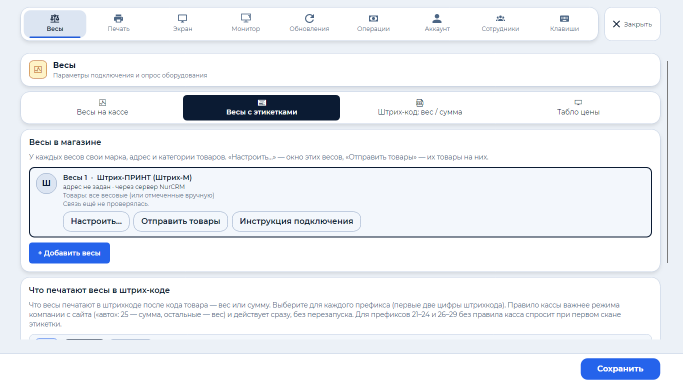 Весы
Печать
Экран
Монитор
Обновления
Операции
Аккаунт
Сотрудники
Клавиши
Закрыть
Весы
Параметры подключения и опрос оборудования
Весы на кассе
Весы с этикетками
Штрих-код: вес / сумма
Табло цены
Весы в магазине
У каждых весов свои марка, адрес и категории товаров. «Настроить…» — окно этих весов, «Отправить товары» — их товары на них.
Ш
Весы 1 - Штрих-ПРИНТ (Штрих-М)
адрес не задан · через сервер NurCRM
Товары: все весовые (или отмеченные вручную)
Связь ещё не проверялась.
Настроить…
Отправить товары
Инструкция подключения
+ Добавить весы
Что печатают весы в штрих-коде
Что весы печатают в штрихкоде после кода товара — вес или сумму. Выберите для каждого префикса (первые две цифры штрихкода). Правило кассы важнее режима
компании с сайта («авто»: 25 — сумма, остальные — вес) и действует сразу, без перезапуска. Для префиксов 21–24 и 26–29 без правила касса спросит при первом скане
этикетки.
Сохранить